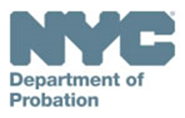 NYC
Department of
Probation